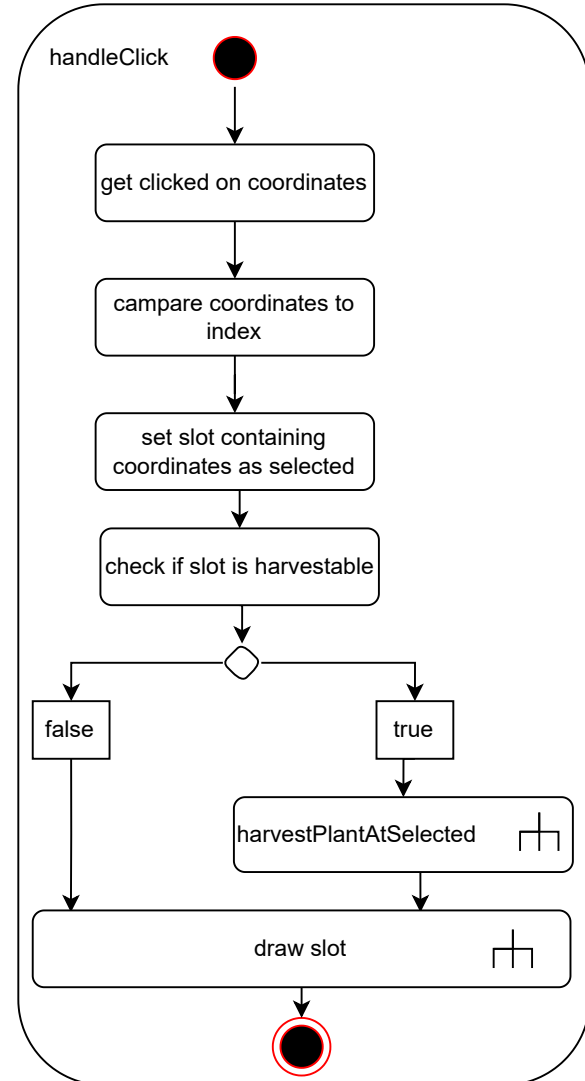 handleClick
get clicked on coordinates
campare coordinates to
index
set slot containing
coordinates as selected
check if slot is harvestable
false
true
harvestPlantAtSelected
draw slot